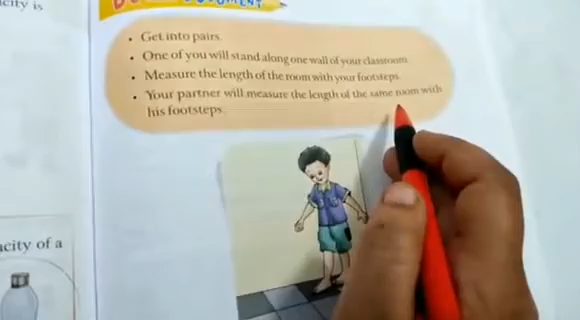 acity is
• Get into pairs.
• One of you will stand along one wall of your classroom.
• Measure the length of the room with your footsteps.
• Your partner will measure the length of the same room with
his footsteps.
acity of a